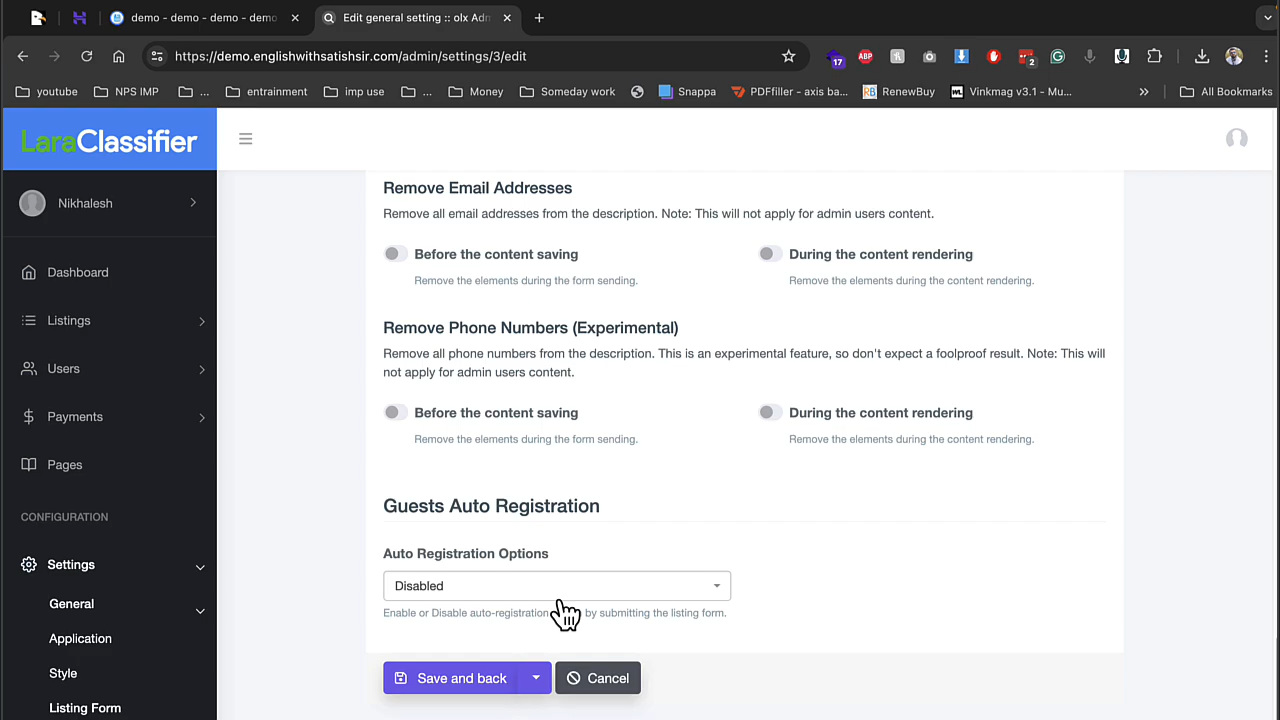 demo - demo - demo - demo
Edit general setting :: olx Adn
https://demo.englishwithsatishsir.com/admin/settings/3/edit
17
ABP
2
youtube
NPS IMP
...
entrainment
imp use
...
Money
Someday work
Snappa
PDFfiller - axis ba...
RenewBuy
Vinkmag v3.1 - Mu...
All Bookmarks
LaraClassifier
Nikhalesh
Dashboard
Listings
Users
Payments
Pages
CONFIGURATION
Settings
General
Application
Style
Listing Form
Remove Email Addresses
Remove all email addresses from the description. Note: This will not apply for admin users content.
Before the content saving
Remove the elements during the form sending.
During the content rendering
Remove the elements during the content rendering.
Remove Phone Numbers (Experimental)
Remove all phone numbers from the description. This is an experimental feature, so don't expect a foolproof result. Note: This will
not apply for admin users content.
Before the content saving
Remove the elements during the form sending.
During the content rendering
Remove the elements during the content rendering.
Guests Auto Registration
Auto Registration Options
Disabled
Enable or Disable auto-registration by submitting the listing form.
Save and back
Cancel